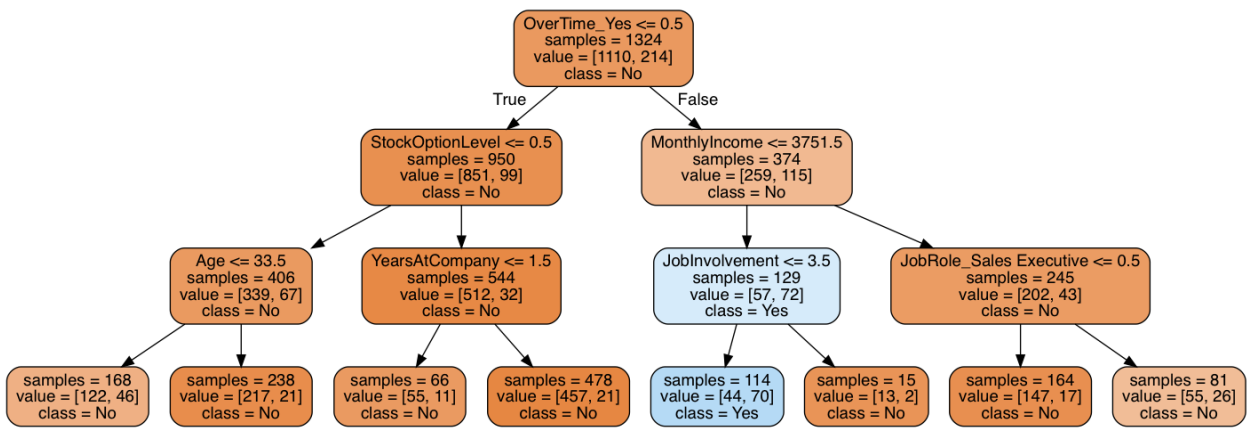 OverTime_Yes <= 0.5
samples = 1324
value = [1110, 214]
class = No
True
False
StockOptionLevel <= 0.5
samples = 950
value = [851, 99]
class = No
MonthlyIncome <= 3751.5
samples = 374
value = [259, 115]
class = No
Age <= 33.5
samples = 406
value = [339, 67]
class = No
YearsAtCompany <= 1.5
samples = 544
value = [512, 32]
class = No
JobInvolvement <= 3.5
samples = 129
value = [57, 72]
class = Yes
JobRole_Sales Executive <= 0.5
samples = 245
value = [202, 43]
class = No
samples = 168
value = [122, 46]
class = No
samples = 238
value = [217, 21]
class = No
samples = 66
value = [55, 11]
class = No
samples = 478
value = [457, 21]
class = No
samples = 114
value = [44, 70]
class = Yes
samples = 15
value = [13, 2]
class = No
samples = 164
value = [147, 17]
class = No
samples = 81
value = [55, 26]
class = No